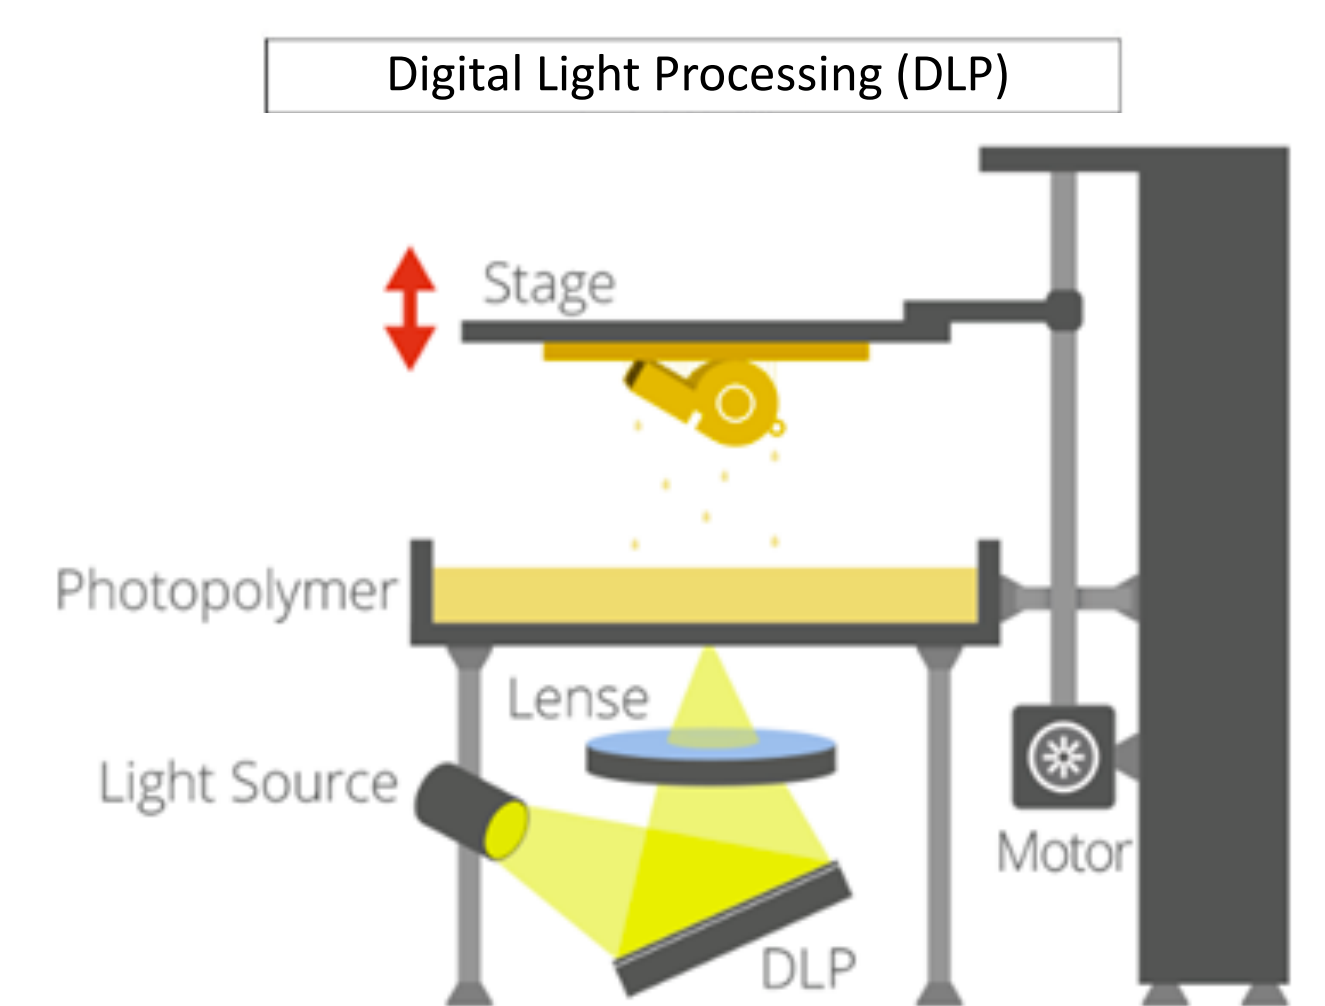 Digital Light Processing (DLP)
Stage
Photopolymer
Lense
Light Source
Motor
DLP